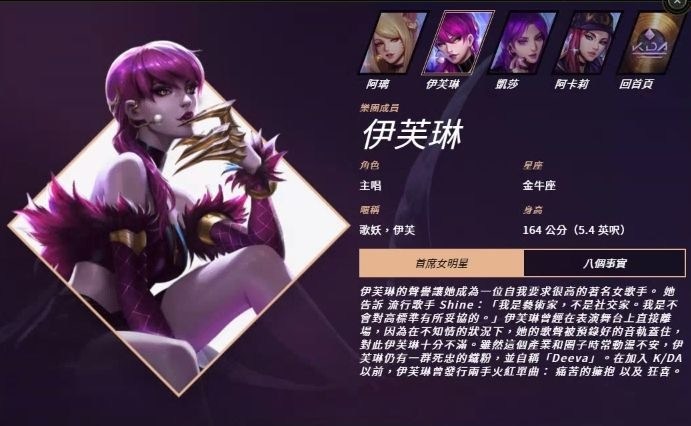 阿璃 伊芙琳 凱莎 阿卡莉 回首頁
K/DA
樂團成員
伊芙琳
角色 星座
主唱 金牛座
暱稱 身高
歌妖，伊芙 164 公分（5.4 英呎）
首席女明星 八個事實
伊芙琳的聲譽讓她成為一位自我要求很高的著名女歌手。 她
告訴 流行歌手 Shine：「我是藝術家，不是社交家。我是不
會對高標準有所妥協的。」伊芙琳曾經在表演舞台上直接離
場，因為在不知情的狀況下，她的歌聲被預錄好的音軌蓋住，
對此伊芙琳十分不滿。雖然這個產業和圈子時常動盪不安，伊
芙琳仍有一群死忠的鐵粉，並自稱「Deeva」。在加入 K/DA
以前，伊芙琳曾發行兩手火紅單曲： 痛苦的擁抱 以及 狂喜。